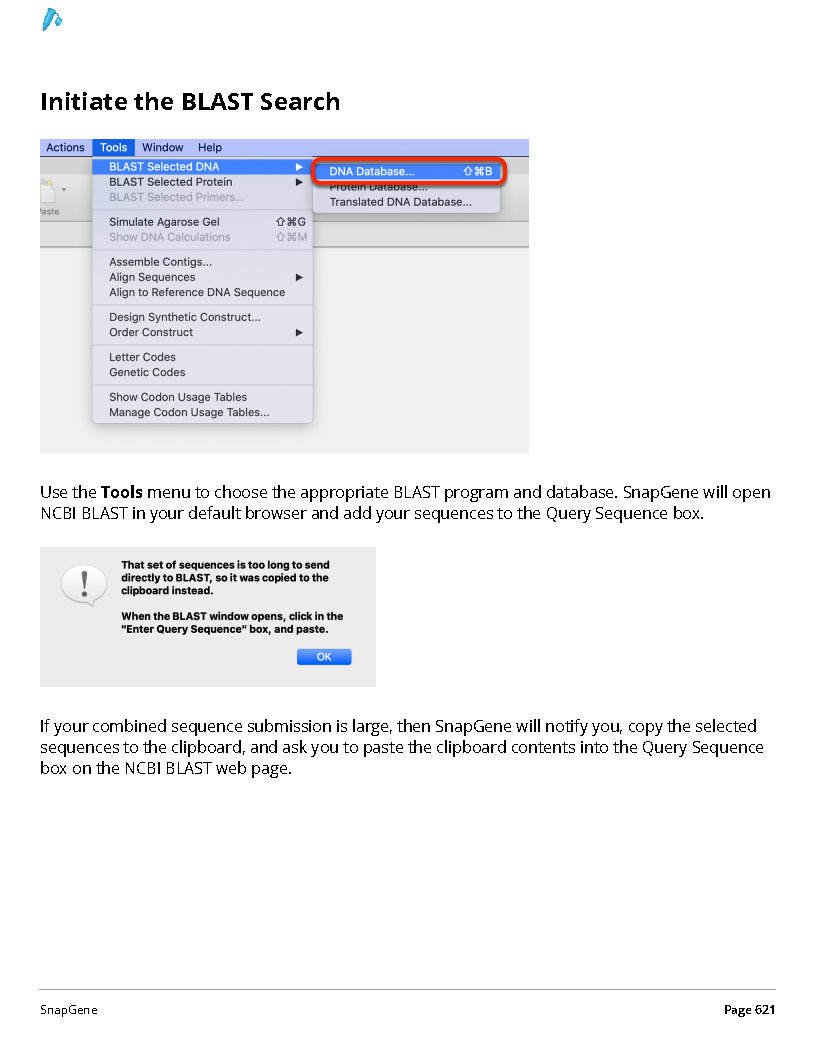 Initiate the BLAST Search
Actions Tools Window Help
BLAST Selected DNA ▶
BLAST Selected Protein ▶
BLAST Selected Primers...
Simulate Agarose Gel ⇧⌘G
Show DNA Calculations ⇧⌘M
Assemble Contigs...
Align Sequences ▶
Align to Reference DNA Sequence
Design Synthetic Construct...
Order Construct ▶
Letter Codes
Genetic Codes
Show Codon Usage Tables
Manage Codon Usage Tables...
DNA Database... ⇧⌘B
Protein Database...
Translated DNA Database...
aste
Use the Tools menu to choose the appropriate BLAST program and database. SnapGene will open
NCBI BLAST in your default browser and add your sequences to the Query Sequence box.
That set of sequences is too long to send
directly to BLAST, so it was copied to the
clipboard instead.
When the BLAST window opens, click in the
"Enter Query Sequence" box, and paste.
OK
If your combined sequence submission is large, then SnapGene will notify you, copy the selected
sequences to the clipboard, and ask you to paste the clipboard contents into the Query Sequence
box on the NCBI BLAST web page.
SnapGene Page 621